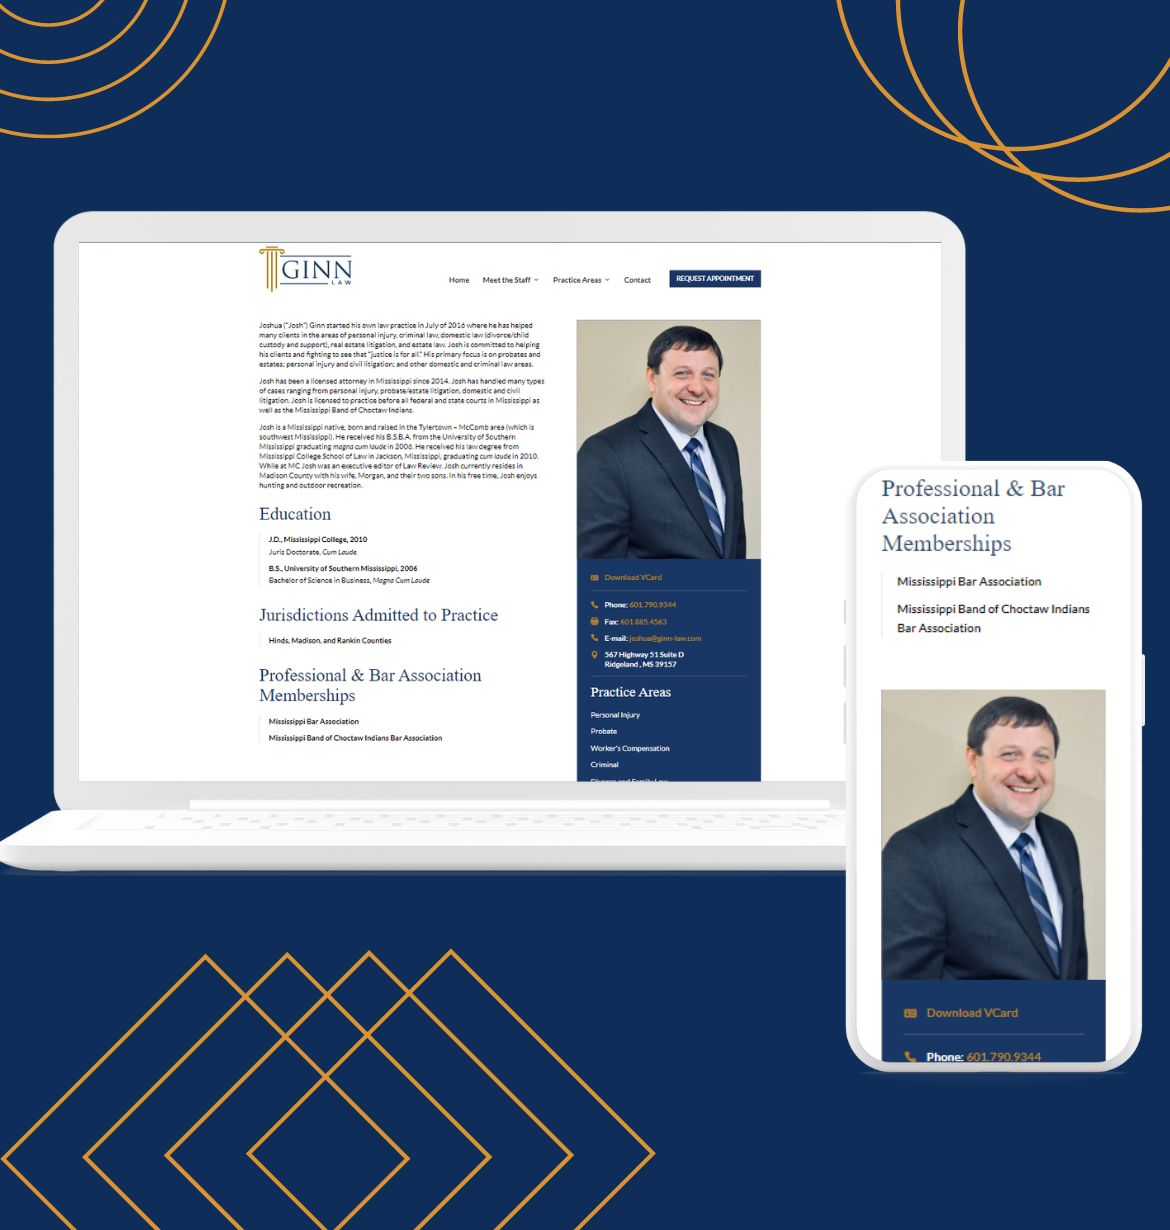 GINN
LAW
Home Meet the Staff Practice Areas Contact REQUEST APPOINTMENT
Joshua ("Josh") Ginn started his own law practice in July of 2016 where he has helped
many clients in the areas of personal injury, criminal law, domestic law (divorce/child
custody and support), real estate litigation, and estate law. Josh is committed to helping
his clients and fighting to see that "justice is for all." His primary focus is on probates and
estates; personal injury and civil litigation; and other domestic and criminal law areas.
Josh has been a licensed attorney in Mississippi since 2014. Josh has handled many types
of cases ranging from personal injury, probate/estate litigation, domestic and civil
litigation. Josh is licensed to practice before all federal and state courts in Mississippi as
well as the Mississippi Band of Choctaw Indians.
Josh is a Mississippi native, born and raised in the Tylertown – McComb area (which is
southwest Mississippi). He received his B.S.B.A. from the University of Southern
Mississippi graduating magna cum laude in 2006. He received his law degree from
Mississippi College School of Law in Jackson, Mississippi, graduating cum laude in 2010.
While at MC Josh was an executive editor of Law Review. Josh currently resides in
Madison County with his wife, Morgan, and their two sons. In his free time, Josh enjoys
hunting and outdoor recreation.
Education
J.D., Mississippi College, 2010
Juris Doctorate, Cum Laude
B.S., University of Southern Mississippi, 2006
Bachelor of Science in Business, Magna Cum Laude
Jurisdictions Admitted to Practice
Hinds, Madison, and Rankin Counties
Professional & Bar Association
Memberships
Mississippi Bar Association
Mississippi Band of Choctaw Indians Bar Association
Download VCard
Phone: 601.790.9344
Fax: 601.885.4563
E-mail: joshua@ginn-law.com
567 Highway 51 Suite D
Ridgeland , MS 39157
Practice Areas
Personal Injury
Probate
Worker's Compensation
Criminal
Divorce and Family Law
Professional & Bar
Association
Memberships
Mississippi Bar Association
Mississippi Band of Choctaw Indians
Bar Association
Download VCard
Phone: 601.790.9344